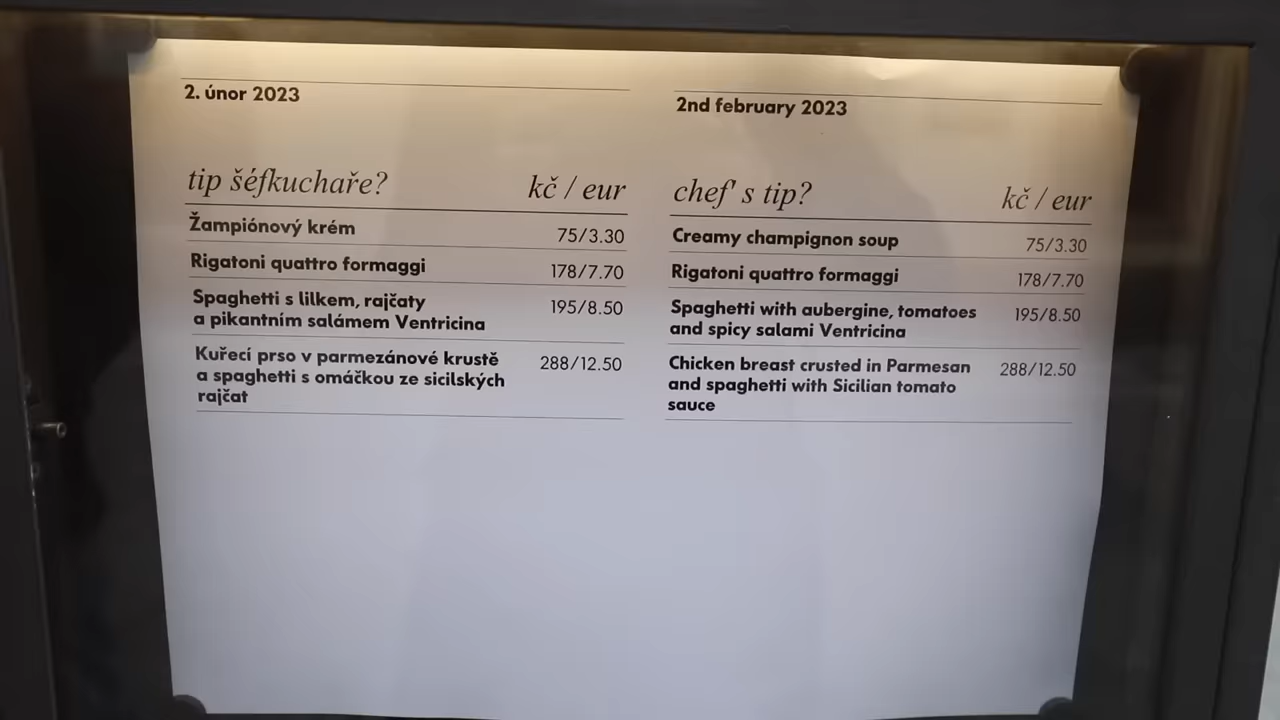 2. únor 2023
tip šéfkuchaře? kč / eur
Žampiónový krém 75/3.30
Rigatoni quattro formaggi 178/7.70
Spaghetti s lilkem, rajčaty 195/8.50
a pikantním salámem Ventricina
Kuřecí prso v parmezánové krustě 288/12.50
a spaghetti s omáčkou ze sicilských
rajčat
2nd february 2023
chef' s tip? kč / eur
Creamy champignon soup 75/3.30
Rigatoni quattro formaggi 178/7.70
Spaghetti with aubergine, tomatoes 195/8.50
and spicy salami Ventricina
Chicken breast crusted in Parmesan 288/12.50
and spaghetti with Sicilian tomato
sauce